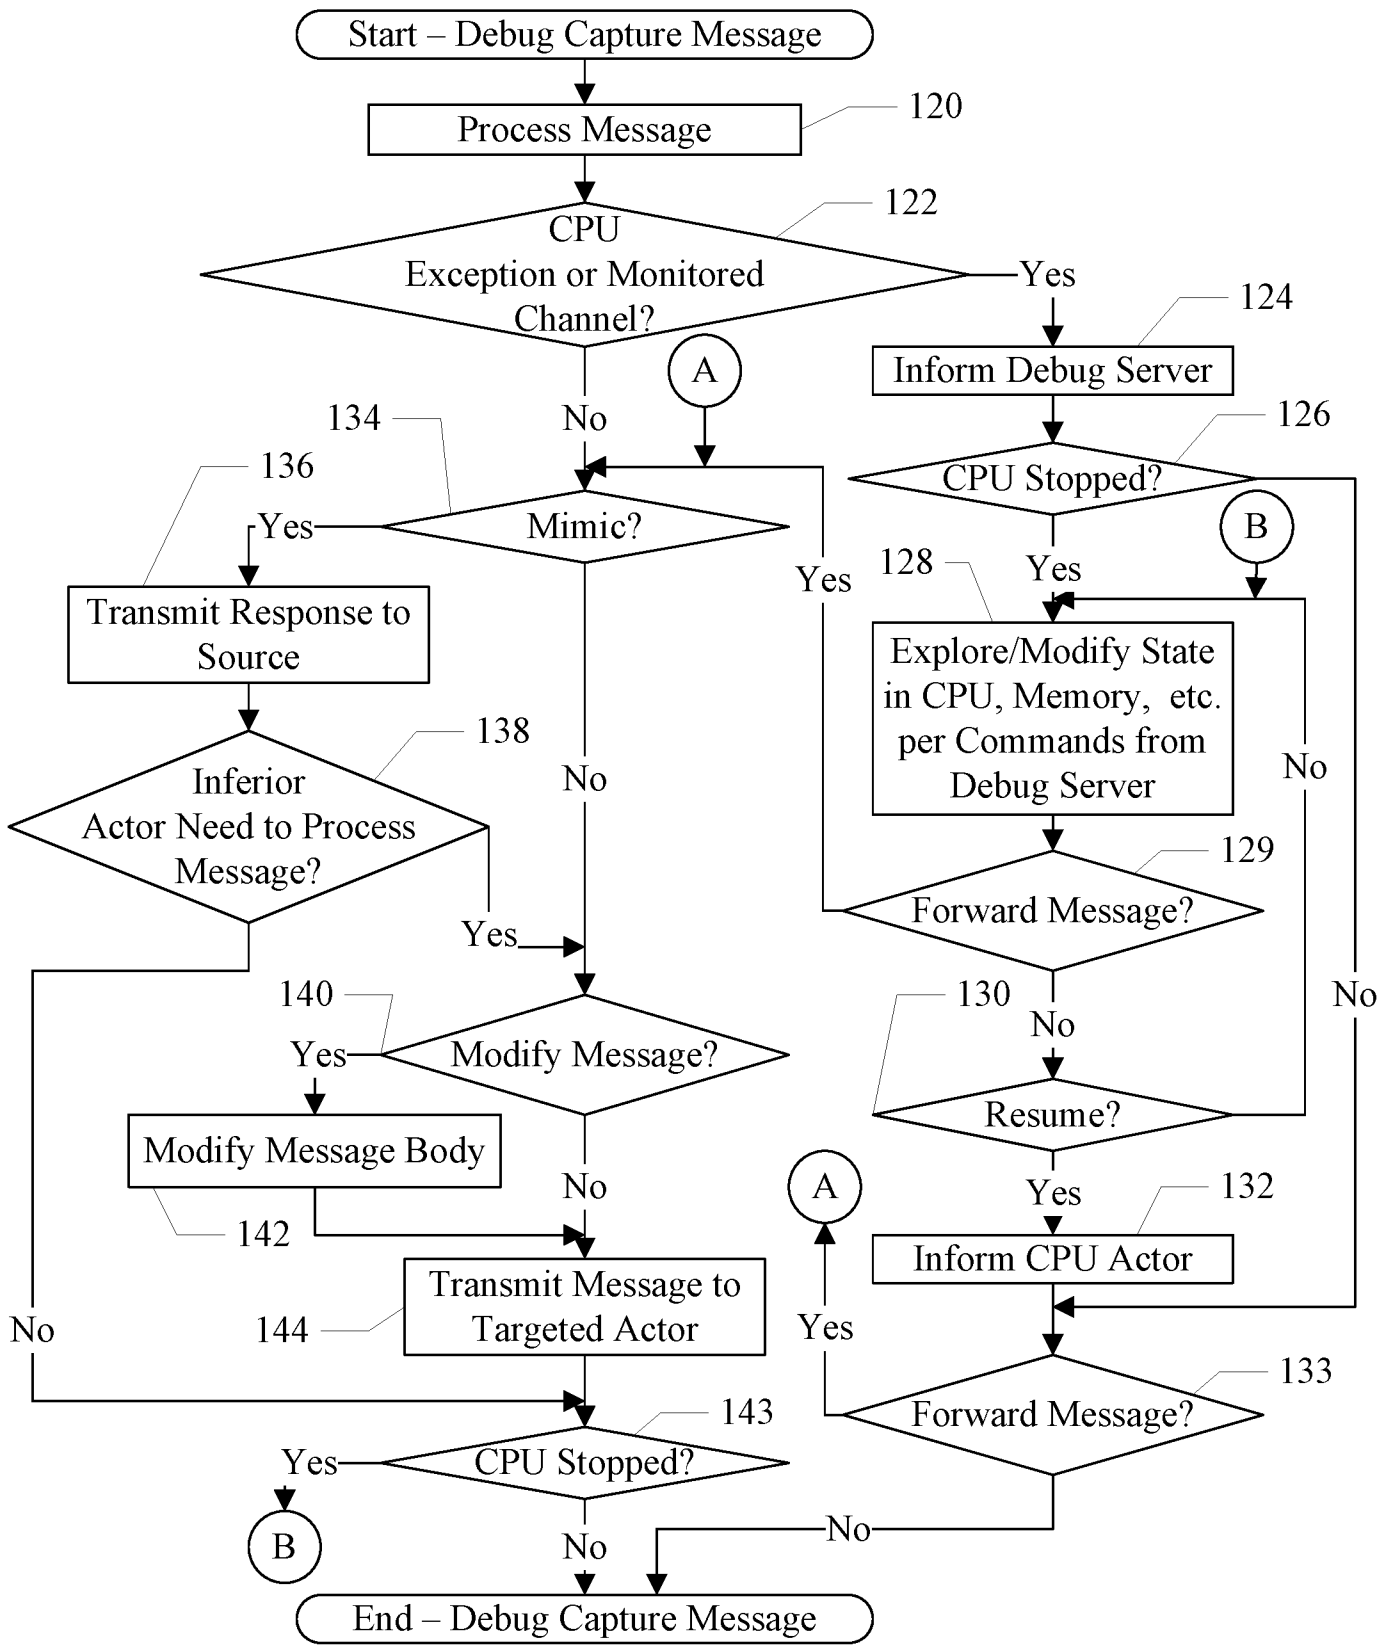 Start – Debug Capture Message
120
Process Message
122
CPU
Exception or Monitored
Channel?
Yes
124
Inform Debug Server
A
No
134
126
CPU Stopped?
136
Yes
Mimic?
B
Yes
128
Yes
Transmit Response to
Source
Explore/Modify State
in CPU, Memory, etc.
per Commands from
Debug Server
138
No
No
Inferior
Actor Need to Process
Message?
129
Forward Message?
Yes
140
130
No
No
Yes
Modify Message?
Resume?
Modify Message Body
No
A
Yes
132
142
Inform CPU Actor
Transmit Message to
Targeted Actor
144
No
Yes
133
143
Forward Message?
Yes
CPU Stopped?
B
No
No
End – Debug Capture Message